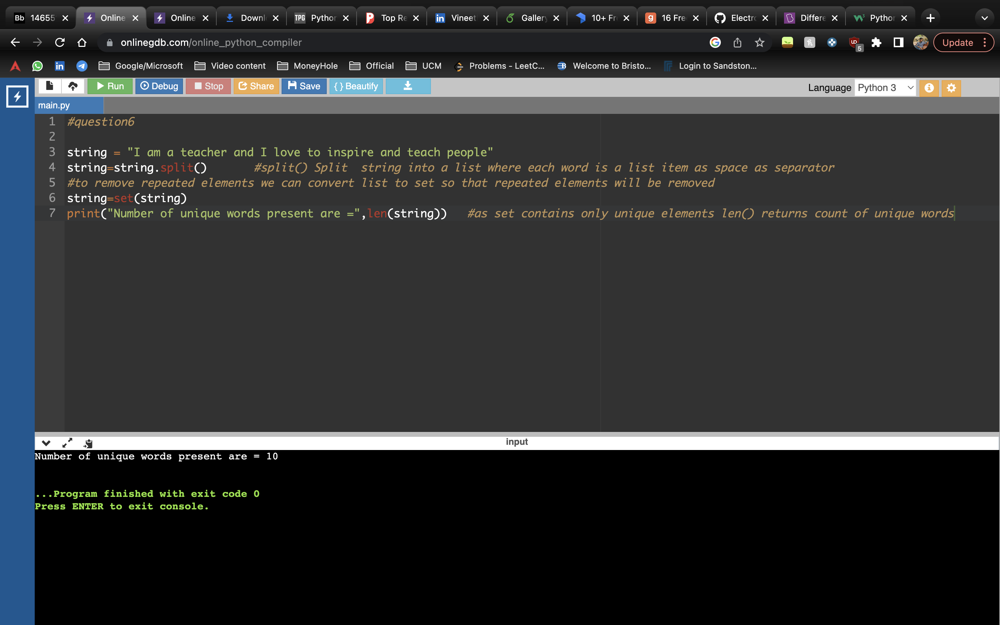 Bb 14655 Online Online Downl TPG Python Top Re in Vineet Gallery 10+ Fr g 16 Fre Electro Differe Python
onlinegdb.com/online_python_compiler 5 Update
in Google/Microsoft Video content MoneyHole Official UCM Problems - LeetC... Welcome to Bristo... Login to Sandston...
Run Debug Stop Share Save {} Beautify Language Python 3
main.py
1 #question6
2
3 string = "I am a teacher and I love to inspire and teach people"
4 string=string.split()       #split() Split  string into a list where each word is a list item as space as separator
5 #to remove repeated elements we can convert list to set so that repeated elements will be removed
6 string=set(string)
7 print("Number of unique words present are =",len(string))   #as set contains only unique elements len() returns count of unique words
input
Number of unique words present are = 10
...Program finished with exit code 0
Press ENTER to exit console.